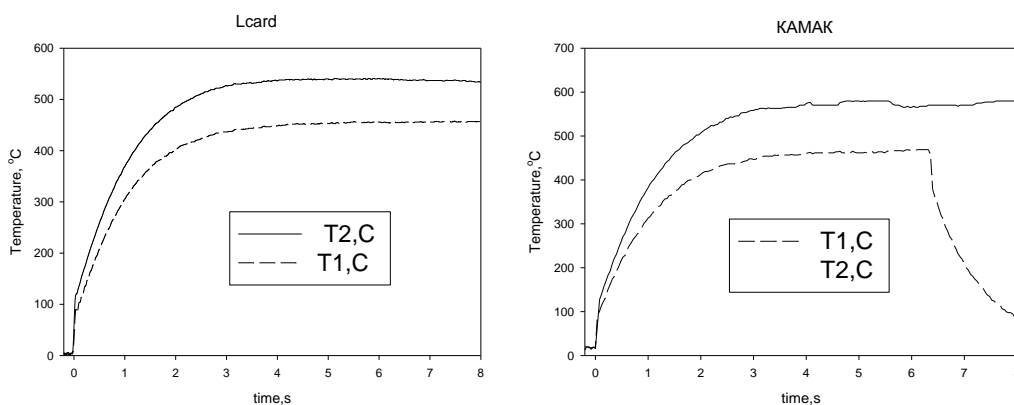 Lcard
600
500
400
300
200
100
0
Temperature, °C
T2,C
T1,C
0 1 2 3 4 5 6 7 8
time,s
КАМАК
700
600
500
400
300
200
100
0
Temperature,°C
T1,C
T2,C
0 1 2 3 4 5 6 7
time,s